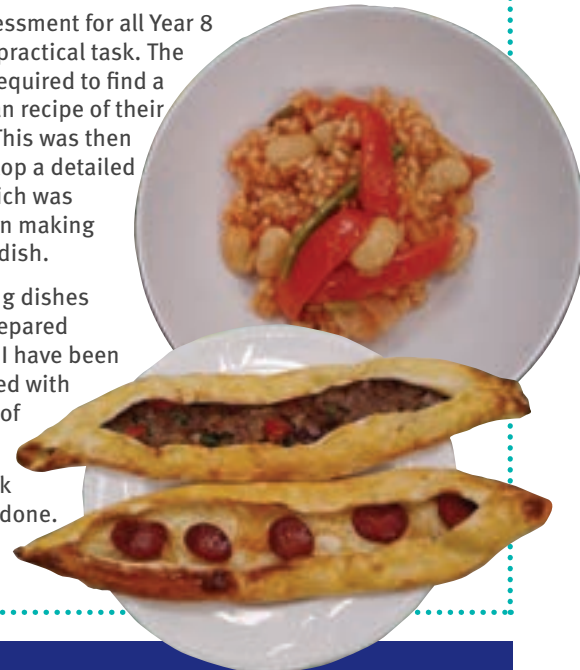 essment for all Year 8
practical task. The
equired to find a
an recipe of their
This was then
op a detailed
ich was
n making
dish.
g dishes
epared
I have been
ed with
of
k
done.